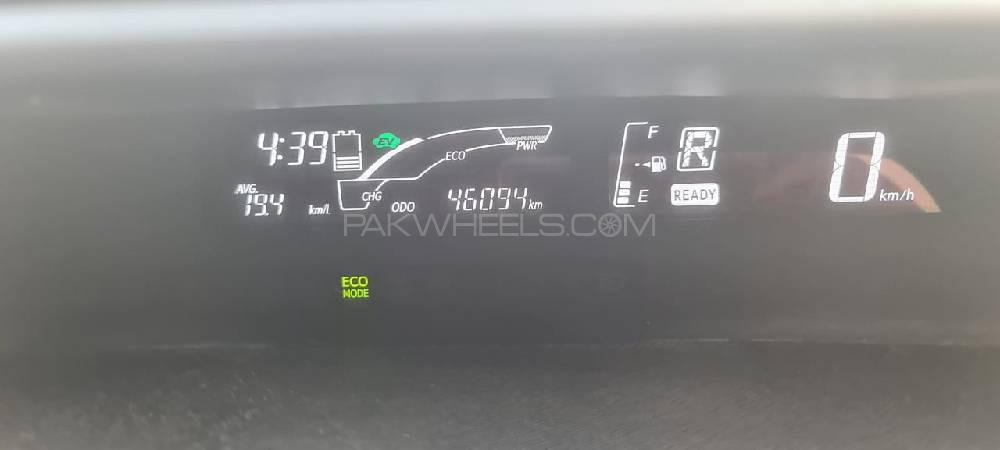 4:39 EV ECO PWR F R 0 km/h
AVG. 19.4 km/l CHG ODO 46094 km E READY
PAKWHEELS.COM
ECO
MODE